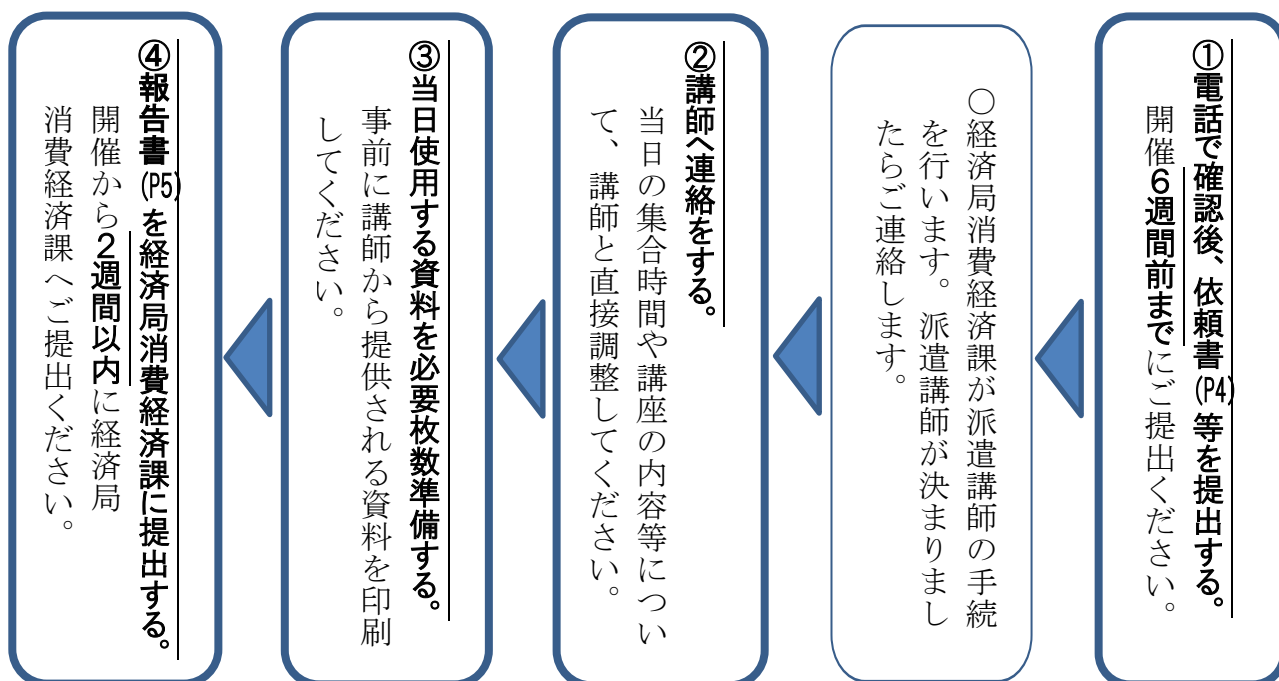 ①電話で確認後、依頼書(P4)等を提出する。
開催６週間前までにご提出ください。
○経済局消費経済課が派遣講師の手続
を行います。派遣講師が決まりまし
たらご連絡します。
②講師へ連絡をする。
当日の集合時間や講座の内容等につい
て、講師と直接調整してください。
③当日使用する資料を必要枚数準備する。
事前に講師から提供される資料を印刷
してください。
④報告書(P5)を経済局消費経済課に提出する。
開催から２週間以内に経済局
消費経済課へご提出ください。